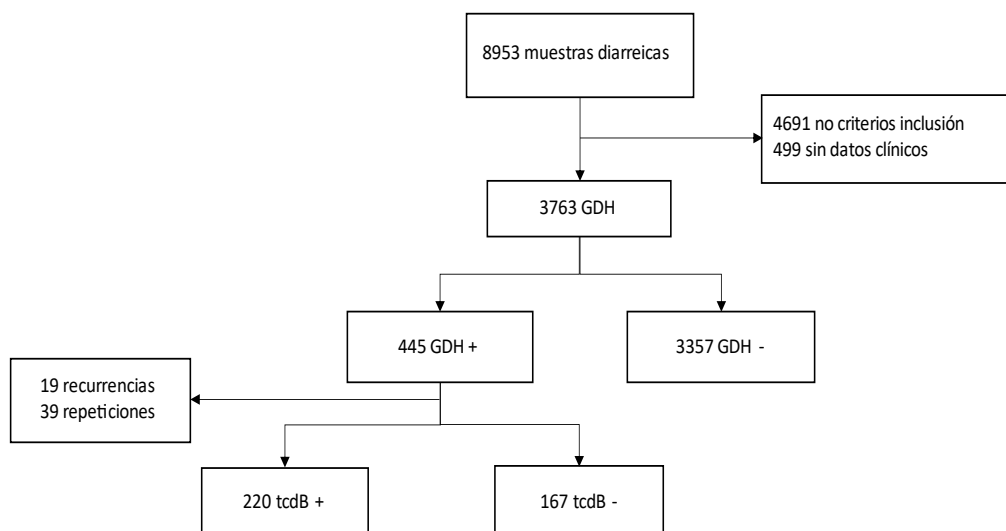 8953 muestras diarreicas
4691 no criterios inclusión
499 sin datos clínicos
3763 GDH
445 GDH +
3357 GDH -
19 recurrencias
39 repeticiones
220 tcdB +
167 tcdB -